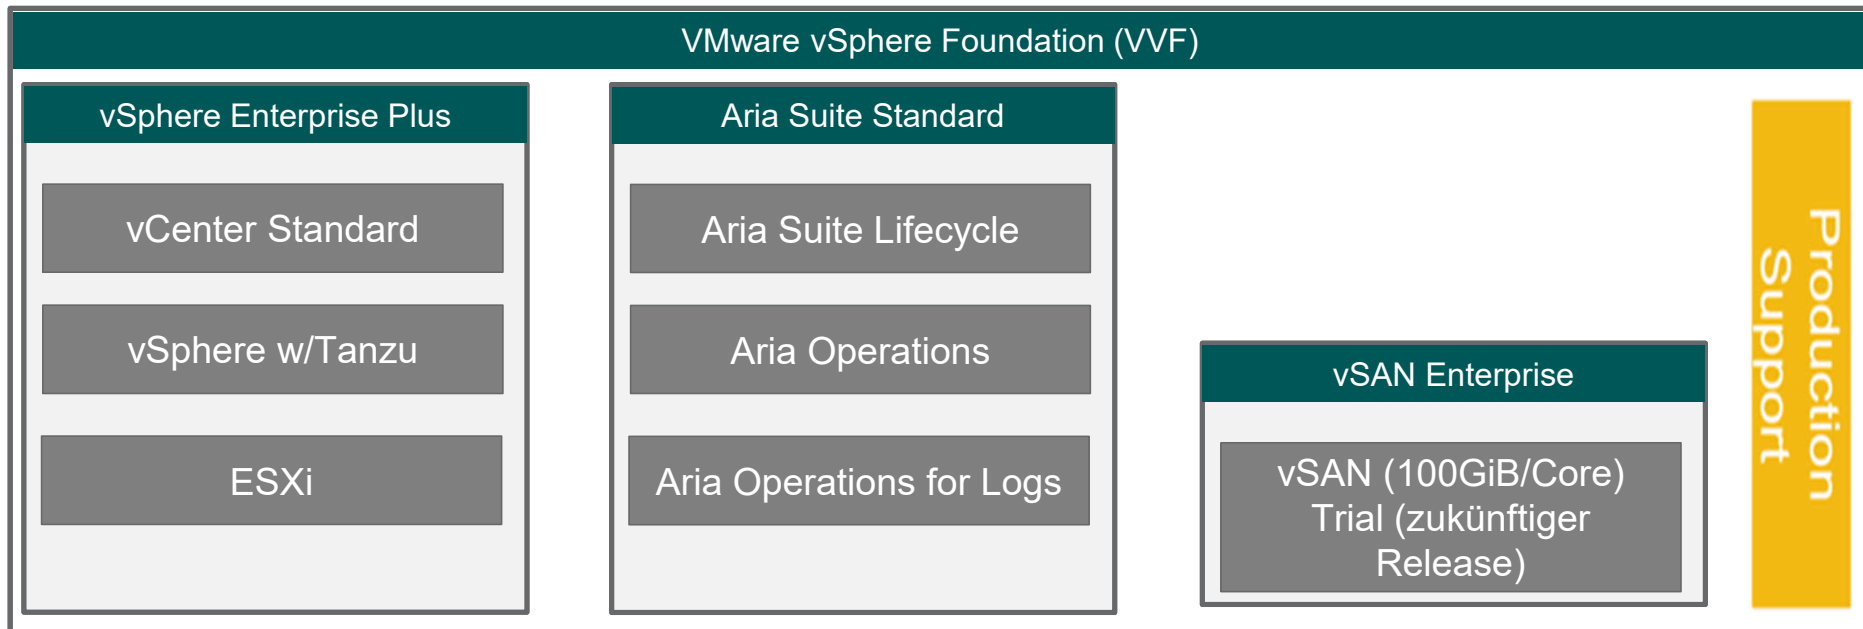 VMware vSphere Foundation (VVF)
vSphere Enterprise Plus
vCenter Standard
vSphere w/Tanzu
ESXi
Aria Suite Standard
Aria Suite Lifecycle
Aria Operations
Aria Operations for Logs
vSAN Enterprise
vSAN (100GiB/Core)
Trial (zukünftiger
Release)
Production
Support